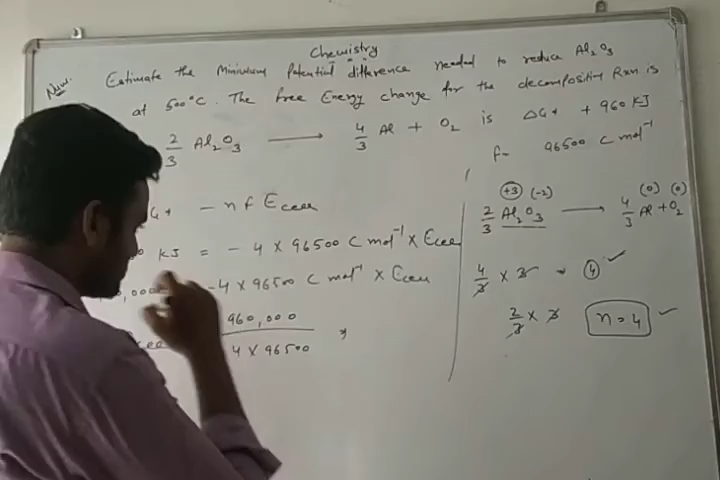 Chemistry
Num. Estimate the Minimum Potential difference needed to reduce Al2O3
at 500°C. The free Energy change for the decomposition Rxn is
2/3 Al2O3 → 4/3 Al + O2 is ΔG + 960 KJ
F = 96500 C mol⁻¹
G = - n f Ecell
KJ = - 4 × 96500 C mol⁻¹ × Ecell
-4 × 96500 C mol⁻¹ × Ecell
960,000
4 × 96500
(+3) (-2) (0) (0)
2/3 Al2O3 → 4/3 Al + O2
4/3 × 3 → 4
2/3 × 3 n = 4